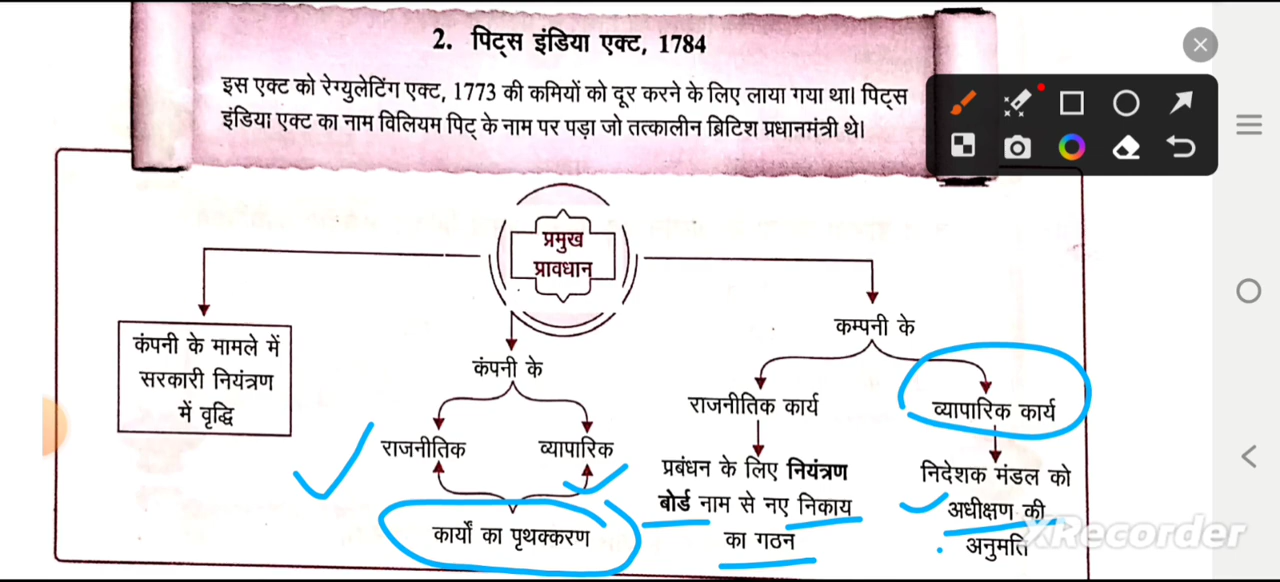 2. पिट्स इंडिया एक्ट, 1784
इस एक्ट को रेग्युलेटिंग एक्ट, 1773 की कमियों को दूर करने के लिए लाया गया था। पिट्स
इंडिया एक्ट का नाम विलियम पिट् के नाम पर पड़ा जो तत्कालीन ब्रिटिश प्रधानमंत्री थे।
प्रमुख
प्रावधान
कंपनी के मामले में
सरकारी नियंत्रण
में वृद्धि
कंपनी के
राजनीतिक
व्यापारिक
कार्यों का पृथक्करण
कम्पनी के
राजनीतिक कार्य
प्रबंधन के लिए नियंत्रण
बोर्ड नाम से नए निकाय
का गठन
व्यापारिक कार्य
निदेशक मंडल को
अधीक्षण की
अनुमति
XRecorder